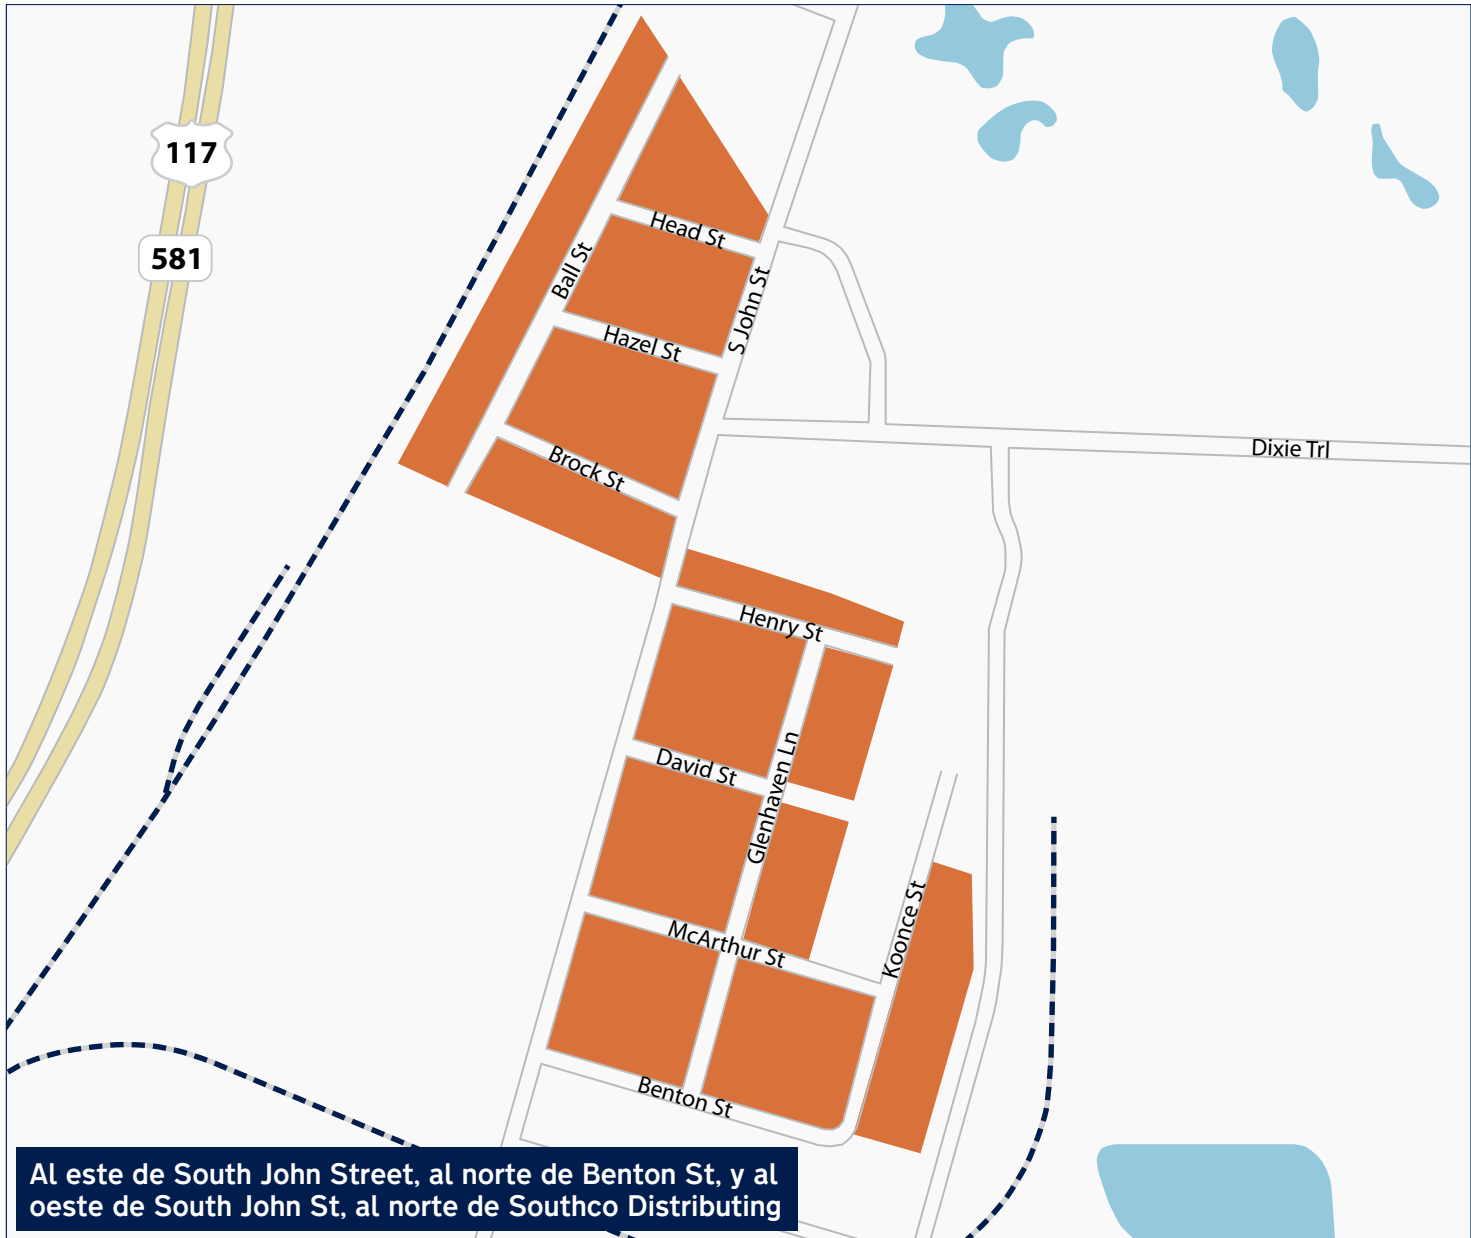 117
581
Head St
Ball St
S John St
Hazel St
Dixie Trl
Brock St
Henry St
David St
Glenhaven Ln
Koonce St
McArthur St
Benton St
Al este de South John Street, al norte de Benton St, y al
oeste de South John St, al norte de Southco Distributing